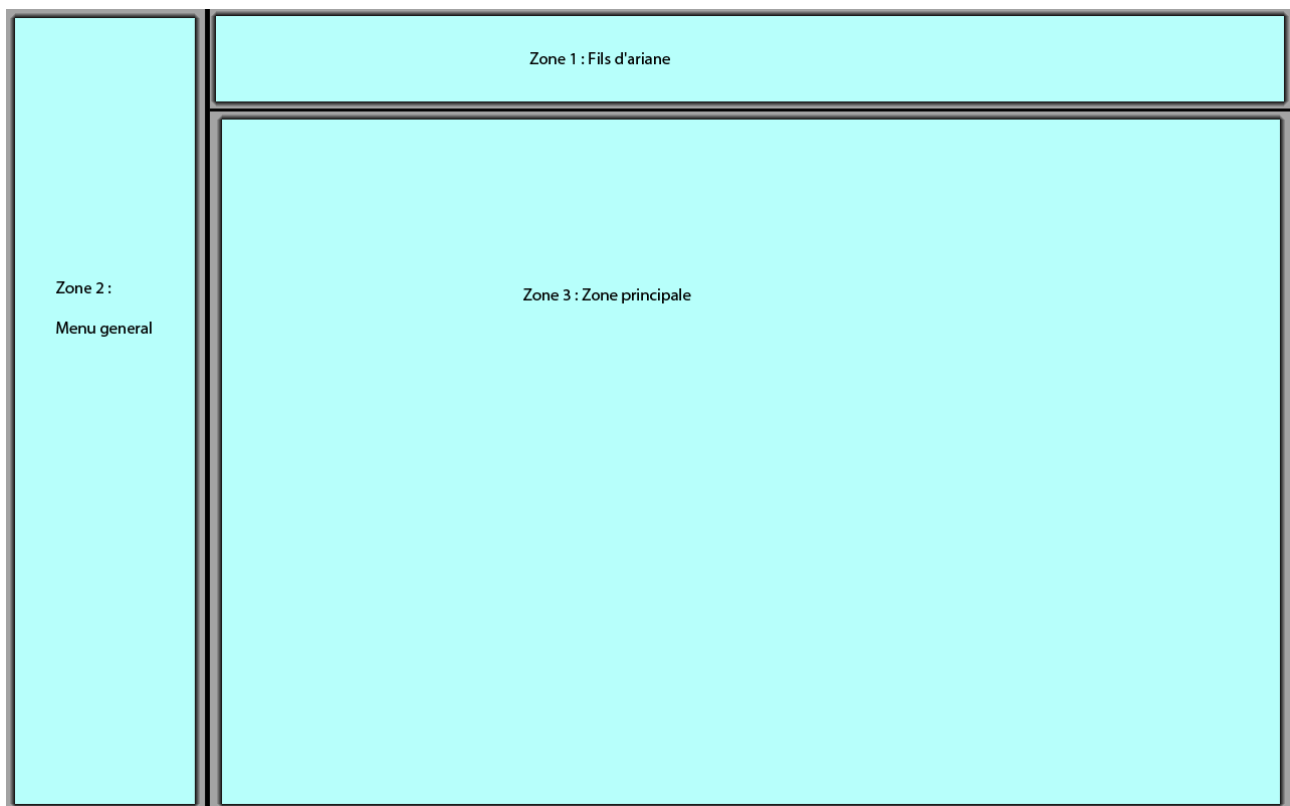 Zone 1 : Fils d'ariane
Zone 2 :
Menu general
Zone 3 : Zone principale